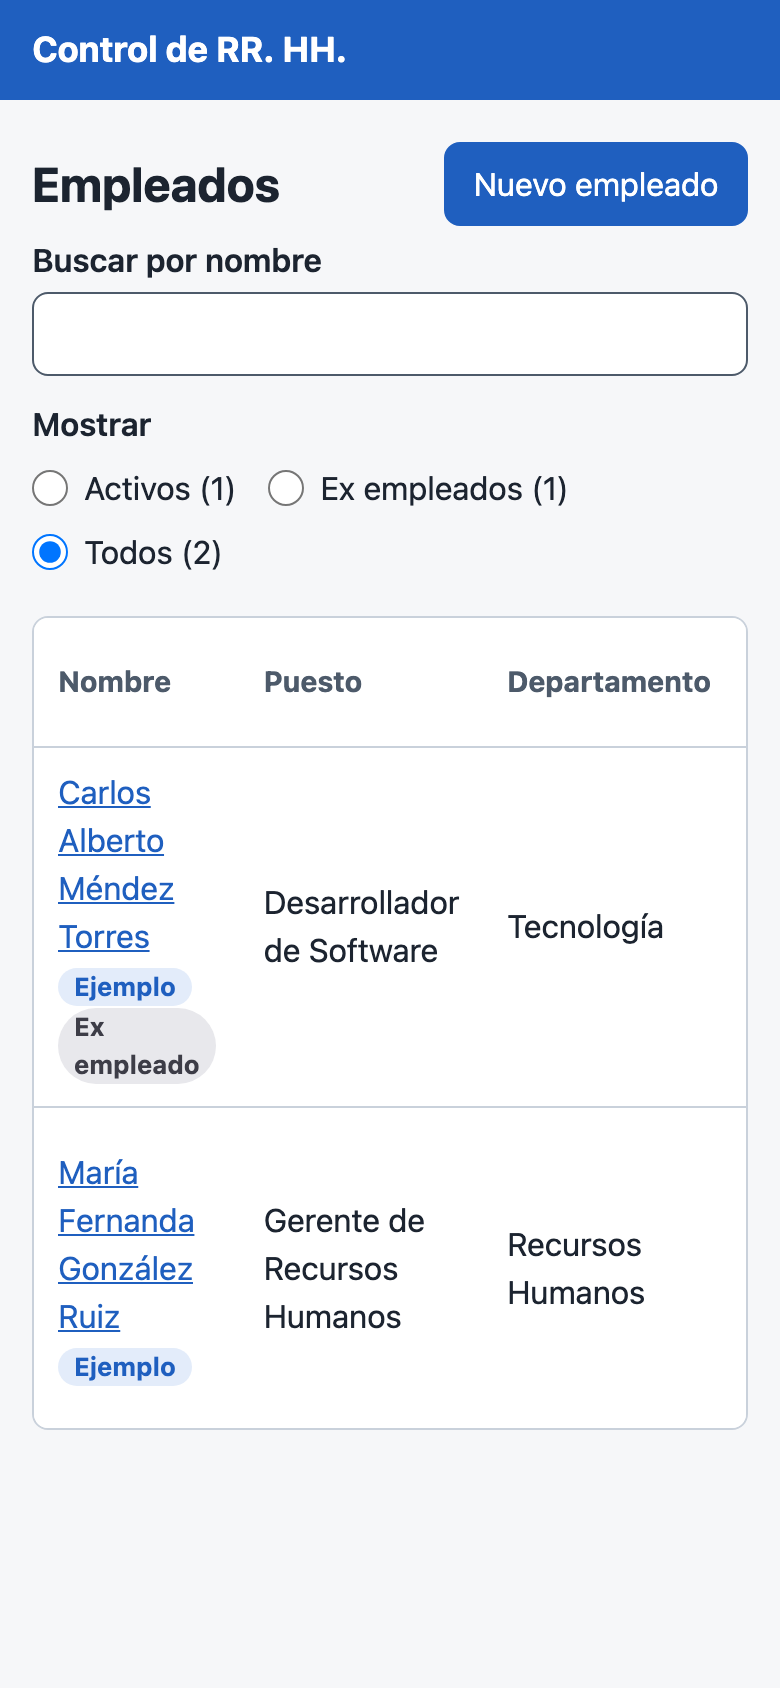 Control de RR. HH.
Empleados
Nuevo empleado
Buscar por nombre
Mostrar
Activos (1)
Ex empleados (1)
Todos (2)
Nombre Puesto Departamento
Carlos
Alberto
Méndez
Torres
Ejemplo
Ex
empleado
Desarrollador
de Software
Tecnología
María
Fernanda
González
Ruiz
Ejemplo
Gerente de
Recursos
Humanos
Recursos
Humanos